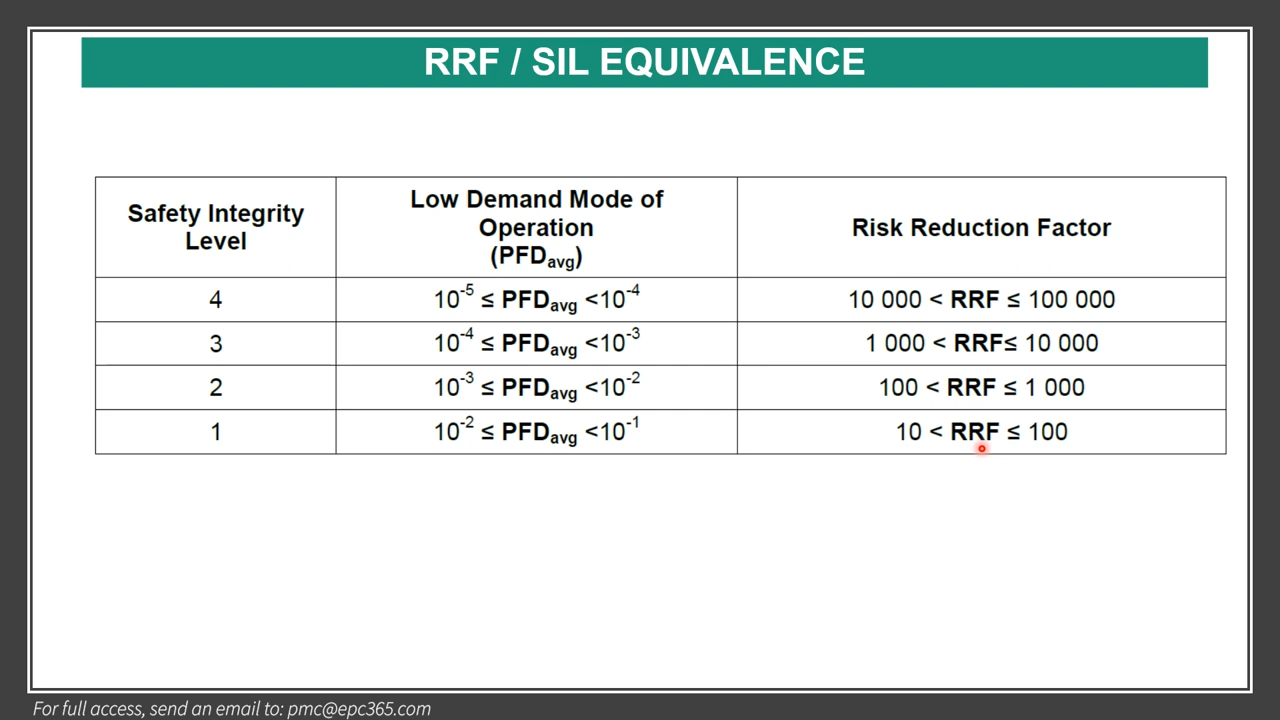 RRF / SIL EQUIVALENCE
Safety Integrity
Level
Low Demand Mode of
Operation
(PFDavg)
Risk Reduction Factor
4
10⁻⁵ ≤ PFDavg <10⁻⁴
10 000 < RRF ≤ 100 000
3
10⁻⁴ ≤ PFDavg <10⁻³
1 000 < RRF≤ 10 000
2
10⁻³ ≤ PFDavg <10⁻²
100 < RRF ≤ 1 000
1
10⁻² ≤ PFDavg <10⁻¹
10 < RRF ≤ 100
For full access, send an email to: pmc@epc365.com